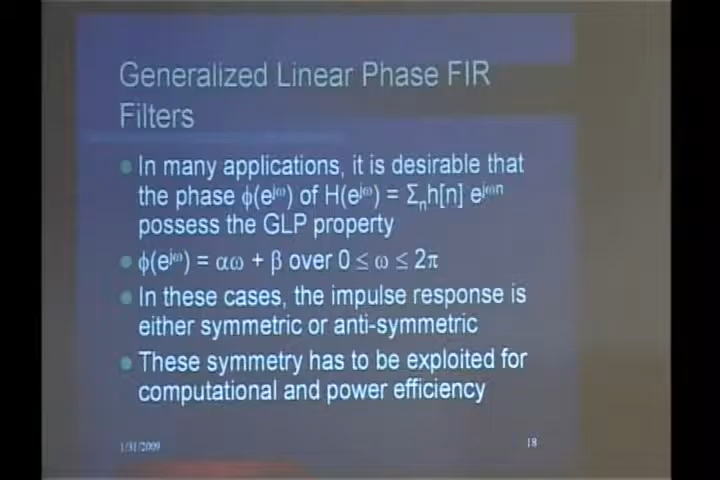 Generalized Linear Phase FIR
Filters
In many applications, it is desirable that
the phase ϕ(e^jω) of H(e^jω) = Σₙh[n] e^jωn
possess the GLP property
ϕ(e^jω) = αω + β over 0 ≤ ω ≤ 2π
In these cases, the impulse response is
either symmetric or anti-symmetric
These symmetry has to be exploited for
computational and power efficiency
1/31/2009
18